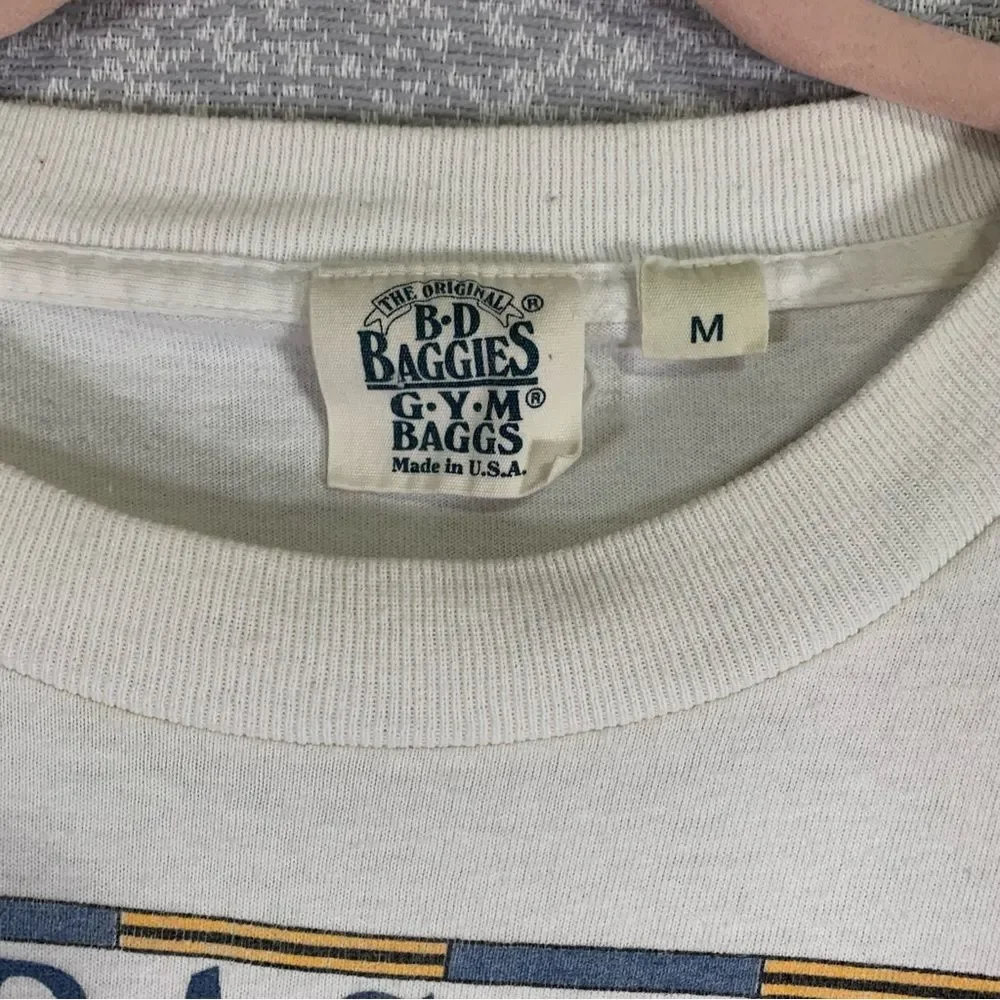 THE ORIGINAL ®
B·D
BAGGIES
G·Y·M ®
BAGGS
Made in U.S.A.
M